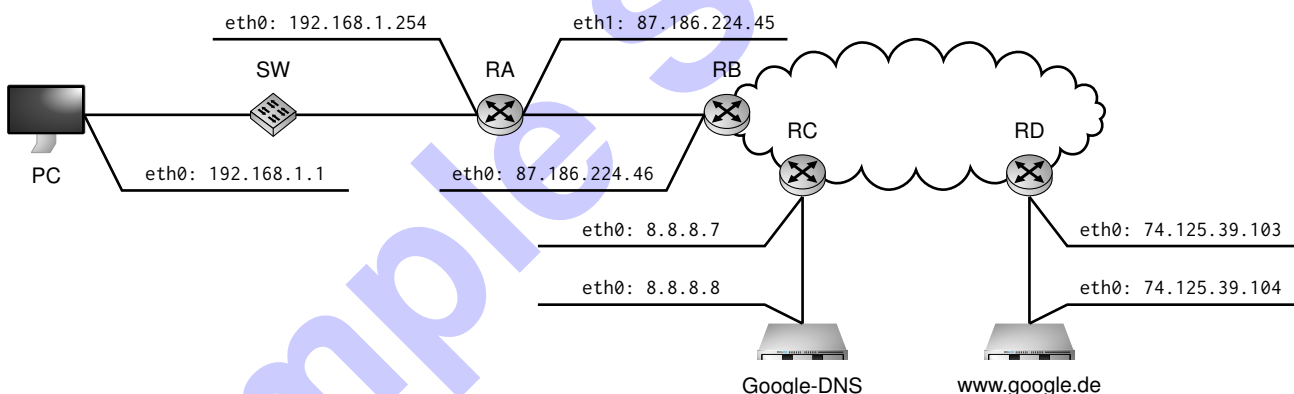 eth0: 192.168.1.254
eth1: 87.186.224.45
SW
RA
RB
RC
RD
PC
eth0: 192.168.1.1
eth0: 87.186.224.46
eth0: 8.8.8.7
eth0: 74.125.39.103
eth0: 8.8.8.8
eth0: 74.125.39.104
Google-DNS
www.google.de
mple S